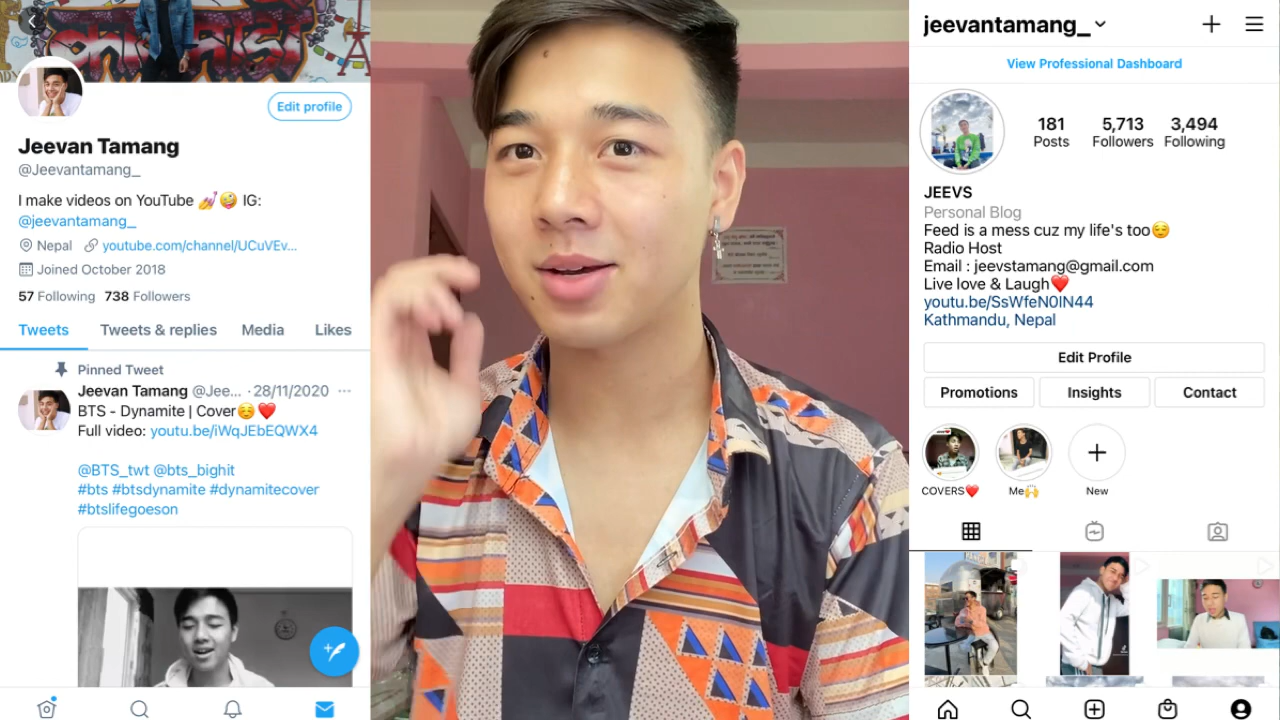 Edit profile
Jeevan Tamang
@Jeevantamang_
I make videos on YouTube 💅🤪 IG:
@jeevantamang_
Nepal youtube.com/channel/UCuVEv...
Joined October 2018
57 Following 738 Followers
Tweets Tweets & replies Media Likes
Pinned Tweet
Jeevan Tamang @Jee... · 28/11/2020 ···
BTS - Dynamite | Cover☺️❤️
Full video: youtu.be/iWqJEbEQWX4
@BTS_twt @bts_bighit
#bts #btsdynamite #dynamitecover
#btslifegoeson
jeevantamang_
View Professional Dashboard
181 5,713 3,494
Posts Followers Following
JEEVS
Personal Blog
Feed is a mess cuz my life's too😌
Radio Host
Email : jeevstamang@gmail.com
Live love & Laugh❤️
youtu.be/SsWfeN0lN44
Kathmandu, Nepal
Edit Profile
Promotions Insights Contact
COVERS❤️ Me🙌 New